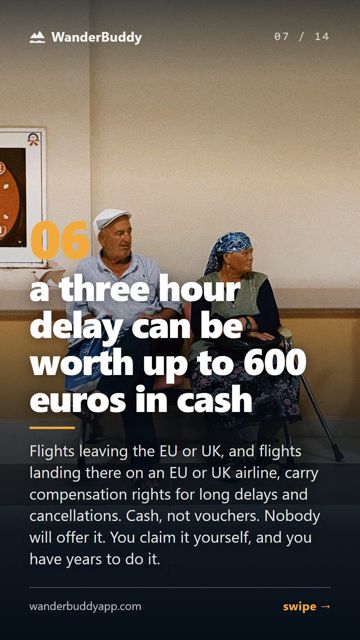 WanderBuddy
07 / 14
06
a three hour
delay can be
worth up to 600
euros in cash
Flights leaving the EU or UK, and flights
landing there on an EU or UK airline, carry
compensation rights for long delays and
cancellations. Cash, not vouchers. Nobody
will offer it. You claim it yourself, and you
have years to do it.
wanderbuddyapp.com
swipe →